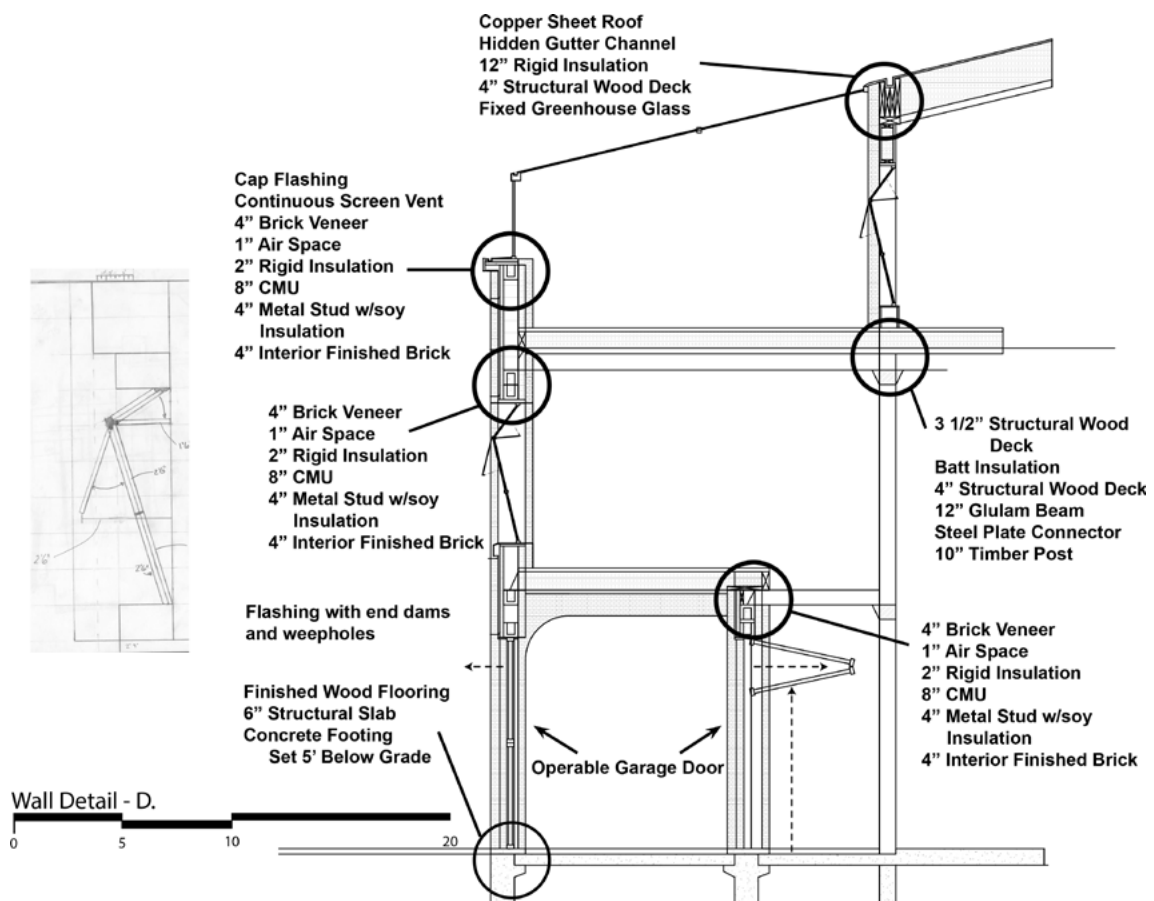 Copper Sheet Roof
Hidden Gutter Channel
12” Rigid Insulation
4” Structural Wood Deck
Fixed Greenhouse Glass
Cap Flashing
Continuous Screen Vent
4” Brick Veneer
1” Air Space
2” Rigid Insulation
8” CMU
4” Metal Stud w/soy
Insulation
4” Interior Finished Brick
4” Brick Veneer
1” Air Space
2” Rigid Insulation
8” CMU
4” Metal Stud w/soy
Insulation
4” Interior Finished Brick
3 1/2” Structural Wood
Deck
Batt Insulation
4” Structural Wood Deck
12” Glulam Beam
Steel Plate Connector
10” Timber Post
Flashing with end dams
and weepholes
4” Brick Veneer
1” Air Space
2” Rigid Insulation
8” CMU
4” Metal Stud w/soy
Insulation
4” Interior Finished Brick
Finished Wood Flooring
6” Structural Slab
Concrete Footing
Set 5’ Below Grade
Operable Garage Door
Wall Detail - D.
0 5 10 20
2'6"